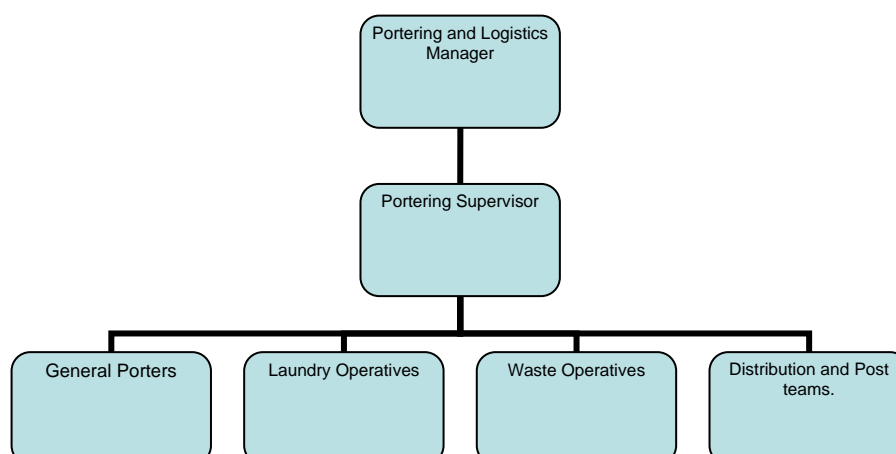 Portering and Logistics
Manager
Portering Supervisor
General Porters
Laundry Operatives
Waste Operatives
Distribution and Post
teams.